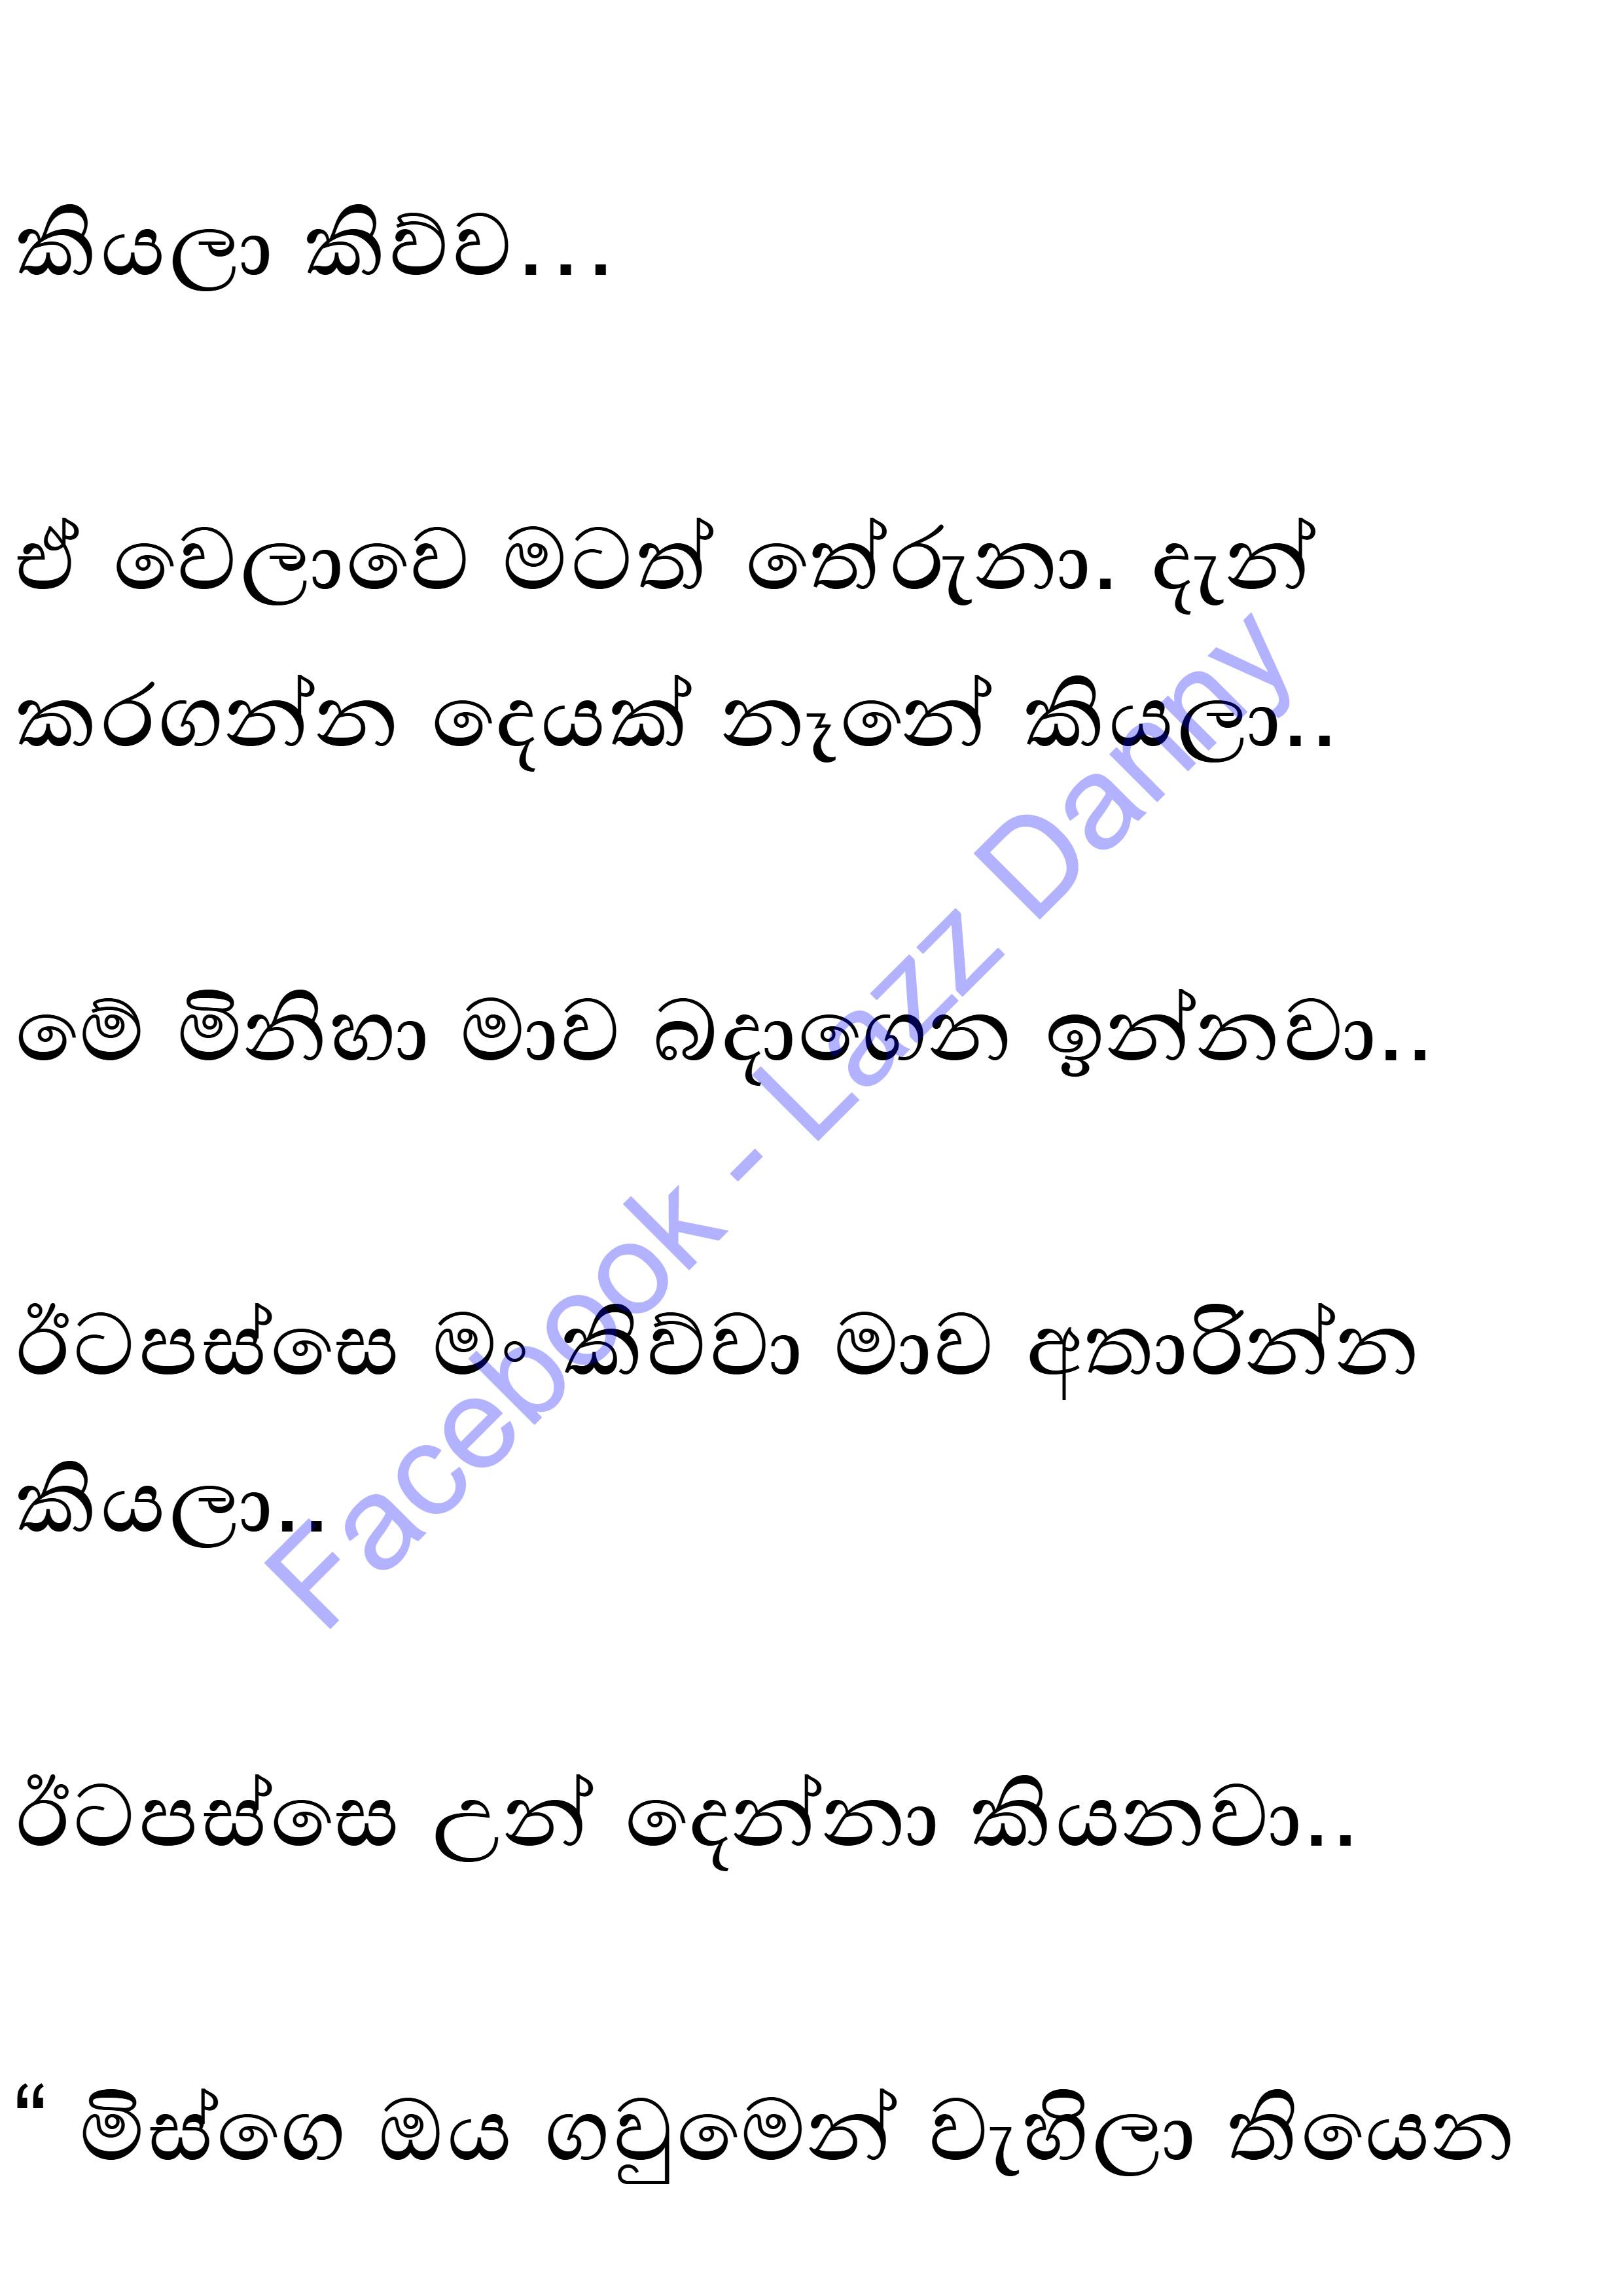 කියලා කිව්ව...
ඒ වෙලාවෙ මටත් තේරුනා. දැන්
කරගන්න දෙයක් නෑනේ කියලා..
මේ මිනිහා මාව බදාගෙන ඉන්නවා..
ඊටපස්සෙ මං කිව්වා මාව අතාරින්න
කියලා..
ඊටපස්සෙ උන් දෙන්නා කියනවා..
“ මිස්ගෙ ඔය ගවුමෙන් වැහිලා තියෙන
Facebook - Lazz Danny